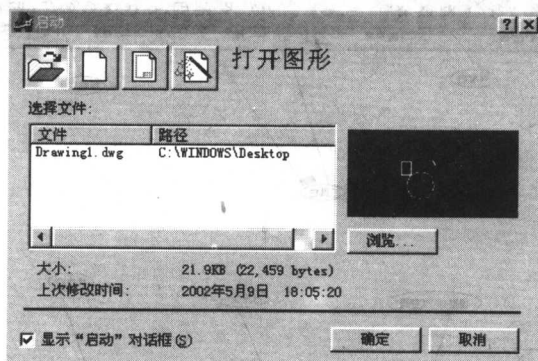 启动
打开图形
选择文件:
文件 路径
Drawing1.dwg C:\WINDOWS\Desktop
浏览...
大小: 21.9KB (22,459 bytes)
上次修改时间: 2002年5月9日 18:05:20
显示“启动”对话框(S)
确定 取消